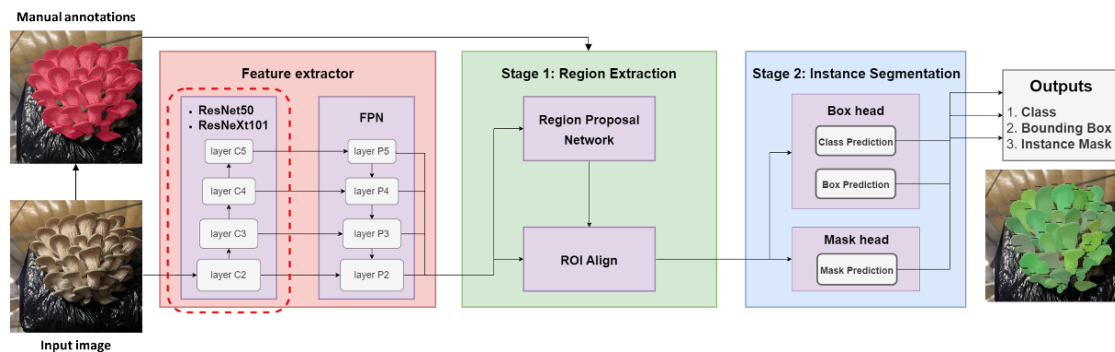 Manual annotations
Input image
Feature extractor
• ResNet50
• ResNeXt101
layer C5
layer C4
layer C3
layer C2
FPN
layer P5
layer P4
layer P3
layer P2
Stage 1: Region Extraction
Region Proposal
Network
ROI Align
Stage 2: Instance Segmentation
Box head
Class Prediction
Box Prediction
Mask head
Mask Prediction
Outputs
1. Class
2. Bounding Box
3. Instance Mask